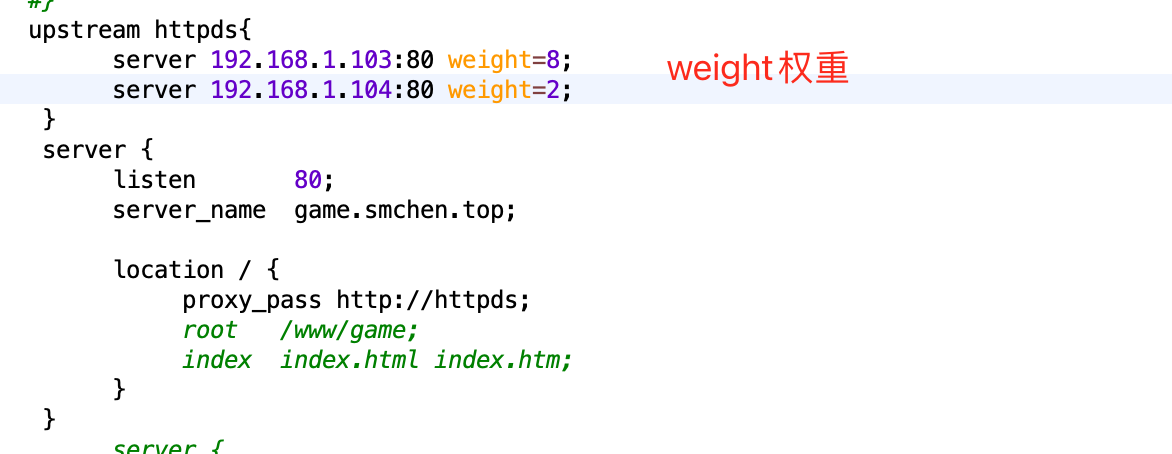 #}
upstream httpds{
server 192.168.1.103:80 weight=8;
weight权重
server 192.168.1.104:80 weight=2;
}
server {
listen 80;
server_name game.smchen.top;
location / {
proxy_pass http://httpds;
root /www/game;
index index.html index.htm;
}
}
server {